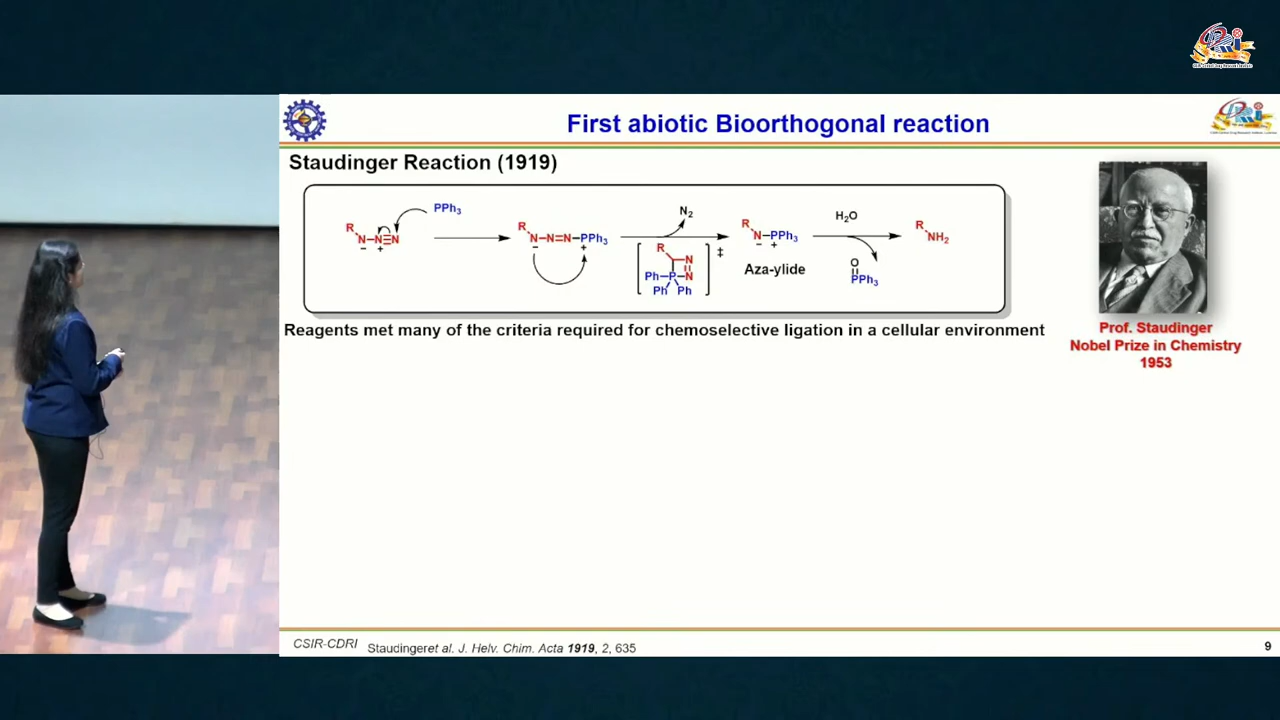 First abiotic Bioorthogonal reaction
Staudinger Reaction (1919)
R
N–N≡N
− +
PPh3
R
N–N=N–PPh3
− +
N2
R
N
Ph–P–N
Ph Ph
‡
R
N–PPh3
− +
Aza-ylide
H2O
O
PPh3
R
NH2
Reagents met many of the criteria required for chemoselective ligation in a cellular environment
Prof. Staudinger
Nobel Prize in Chemistry
1953
CSIR-CDRI
Staudingeret al. J. Helv. Chim. Acta 1919, 2, 635
9